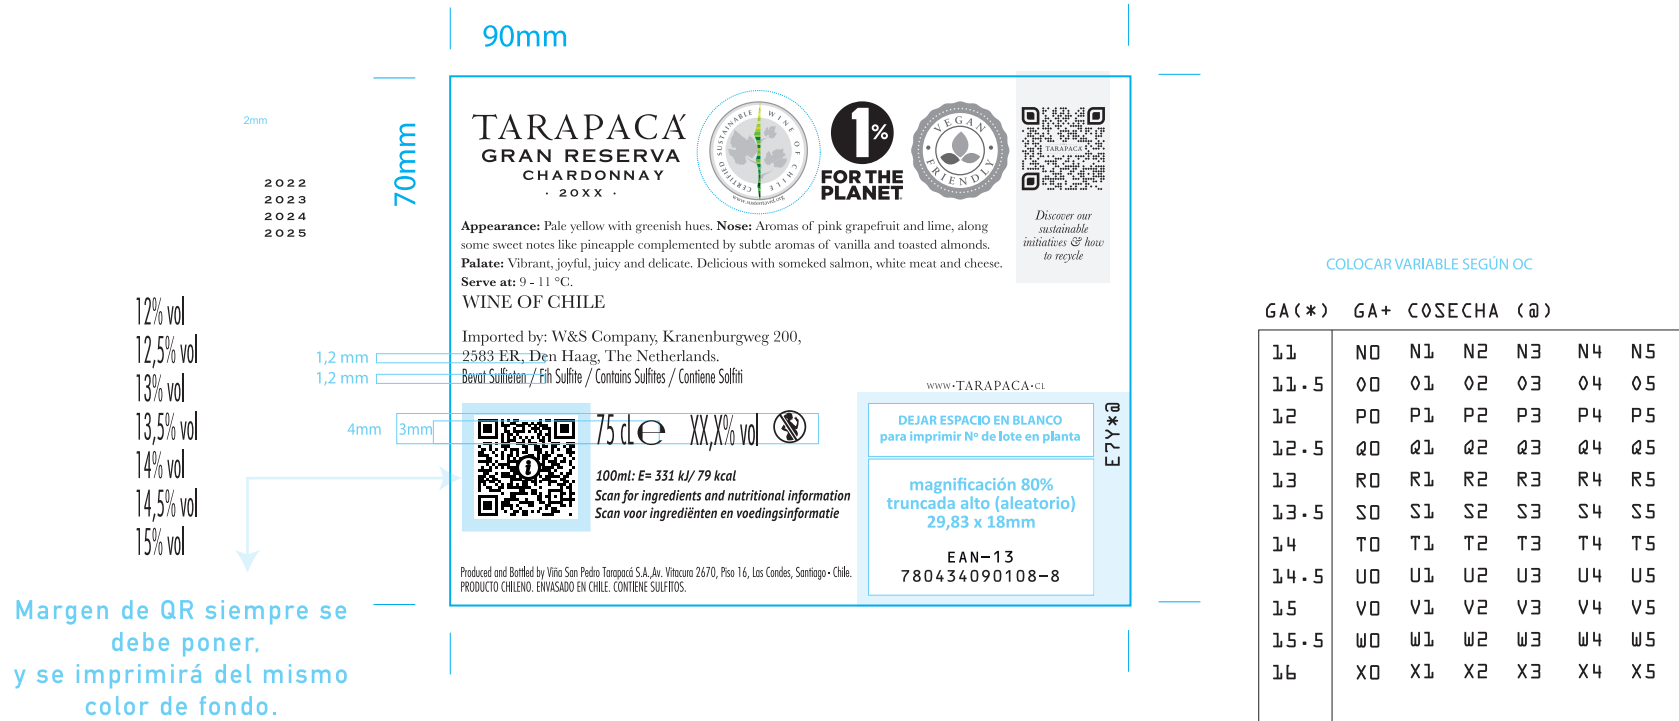 90mm
70mm
2mm
2022
2023
2024
2025
12% vol
12,5% vol
13% vol
13,5% vol
14% vol
14,5% vol
15% vol
Margen de QR siempre se
debe poner,
y se imprimirá del mismo
color de fondo.
TARAPACÁ
GRAN RESERVA
CHARDONNAY
· 20XX ·
CERTIFIED SUSTAINABLE WINE OF CHILE
www.sustentavid.org
1%
FOR THE
PLANET
VEGAN
FRIENDLY
TARAPACÁ
Discover our
sustainable
initiatives & how
to recycle
Appearance: Pale yellow with greenish hues. Nose: Aromas of pink grapefruit and lime, along
some sweet notes like pineapple complemented by subtle aromas of vanilla and toasted almonds.
Palate: Vibrant, joyful, juicy and delicate. Delicious with someked salmon, white meat and cheese.
Serve at: 9 - 11 °C.
WINE OF CHILE
Imported by: W&S Company, Kranenburgweg 200,
2583 ER, Den Haag, The Netherlands.
Bevat Sulfieten / Fih Sulfite / Contains Sulfites / Contiene Solfiti
1,2 mm
1,2 mm
4mm
3mm
75 cL e XX,X% vol
100ml: E= 331 kJ/ 79 kcal
Scan for ingredients and nutritional information
Scan voor ingrediënten en voedingsinformatie
Produced and Bottled by Viña San Pedro Tarapacá S.A.,Av. Vitacura 2670, Piso 16, Las Condes, Santiago · Chile.
PRODUCTO CHILENO. ENVASADO EN CHILE. CONTIENE SULFITOS.
WWW·TARAPACA·CL
DEJAR ESPACIO EN BLANCO
para imprimir Nº de lote en planta
E7Y*@
magnificación 80%
truncada alto (aleatorio)
29,83 x 18mm
EAN-13
780434090108-8
COLOCAR VARIABLE SEGÚN OC
GA(*) GA+ COSECHA (@)
11 N0 N1 N2 N3 N4 N5
11.5 O0 O1 O2 O3 O4 O5
12 P0 P1 P2 P3 P4 P5
12.5 Q0 Q1 Q2 Q3 Q4 Q5
13 R0 R1 R2 R3 R4 R5
13.5 S0 S1 S2 S3 S4 S5
14 T0 T1 T2 T3 T4 T5
14.5 U0 U1 U2 U3 U4 U5
15 V0 V1 V2 V3 V4 V5
15.5 W0 W1 W2 W3 W4 W5
16 X0 X1 X2 X3 X4 X5